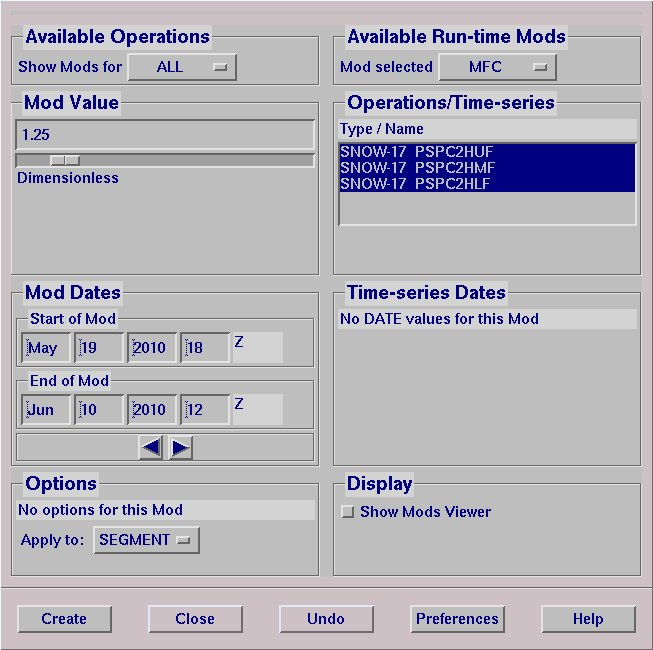 Available Operations
Show Mods for ALL
Available Run-time Mods
Mod selected MFC
Mod Value
1.25
Dimensionless
Operations/Time-series
Type / Name
SNOW-17 PSPC2HUF
SNOW-17 PSPC2HMF
SNOW-17 PSPC2HLF
Mod Dates
Start of Mod
May 19 2010 18 Z
End of Mod
Jun 10 2010 12 Z
Time-series Dates
No DATE values for this Mod
Options
No options for this Mod
Apply to: SEGMENT
Display
Show Mods Viewer
Create Close Undo Preferences Help